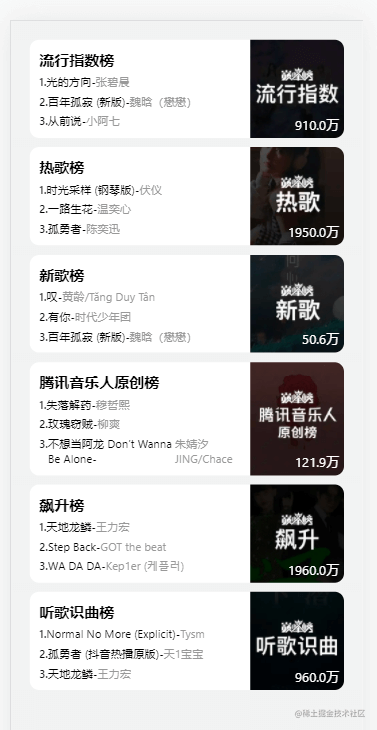 流行指数榜
1.光的方向-张碧晨
2.百年孤寂 (新版)-魏晗（懋懋）
3.从前说-小阿七
巅峰榜
流行指数
910.0万
热歌榜
1.时光采样 (钢琴版)-伏仪
2.一路生花-温奕心
3.孤勇者-陈奕迅
巅峰榜
热歌
1950.0万
新歌榜
1.叹-黄龄/Tăng Duy Tân
2.有你-时代少年团
3.百年孤寂 (新版)-魏晗（懋懋）
巅峰榜
新歌
50.6万
腾讯音乐人原创榜
1.失落解药-穆哲熙
2.玫瑰窃贼-柳爽
3.不想当阿龙 Don't Wanna Be Alone-朱婧汐 JING/Chace
巅峰榜
腾讯音乐人
原创榜
121.9万
飙升榜
1.天地龙鳞-王力宏
2.Step Back-GOT the beat
3.WA DA DA-Kep1er (케플러)
巅峰榜
飙升
1960.0万
听歌识曲榜
1.Normal No More (Explicit)-Tysm
2.孤勇者 (抖音热播原版)-天1宝宝
3.天地龙鳞-王力宏
巅峰榜
听歌识曲
960.0万
@稀土掘金技术社区